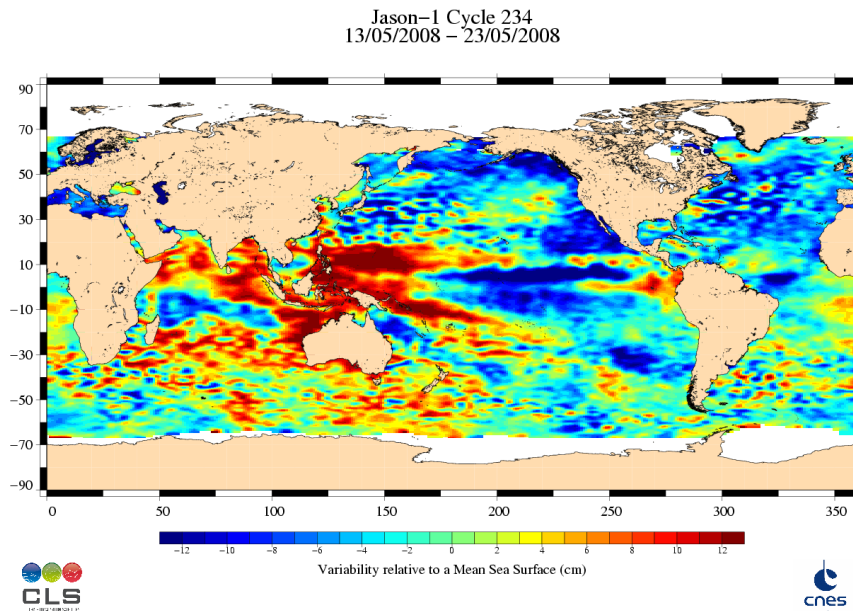 Jason−1 Cycle 234
13/05/2008 − 23/05/2008
90
70
50
30
10
−10
−30
−50
−70
−90
0 50 100 150 200 250 300 350
−12 −10 −8 −6 −4 −2 0 2 4 6 8 10 12
Variability relative to a Mean Sea Surface (cm)
CLS
cnes